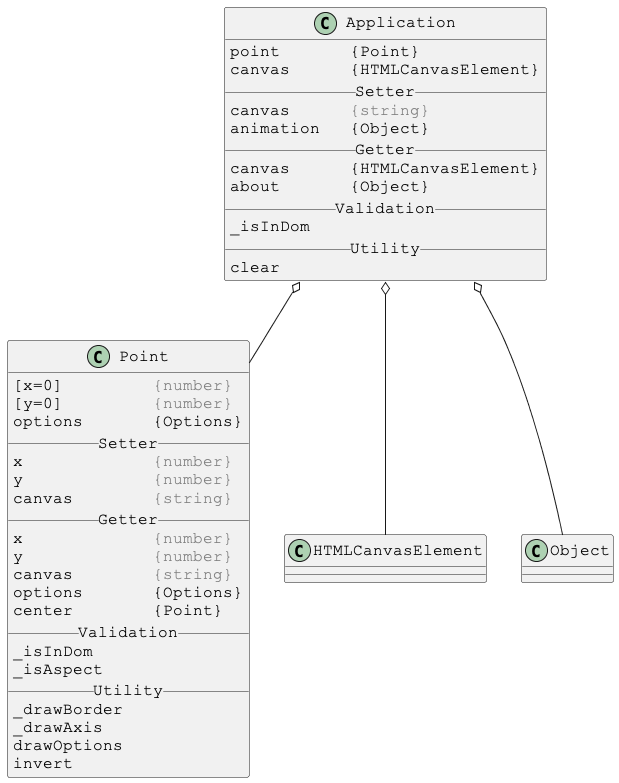 C Application
point {Point}
canvas {HTMLCanvasElement}
Setter
canvas {string}
animation {Object}
Getter
canvas {HTMLCanvasElement}
about {Object}
Validation
_isInDom
Utility
clear
C Point
[x=0] {number}
[y=0] {number}
options {Options}
Setter
x {number}
y {number}
canvas {string}
Getter
x {number}
y {number}
canvas {string}
options {Options}
center {Point}
Validation
_isInDom
_isAspect
Utility
_drawBorder
_drawAxis
drawOptions
invert
C HTMLCanvasElement
C Object